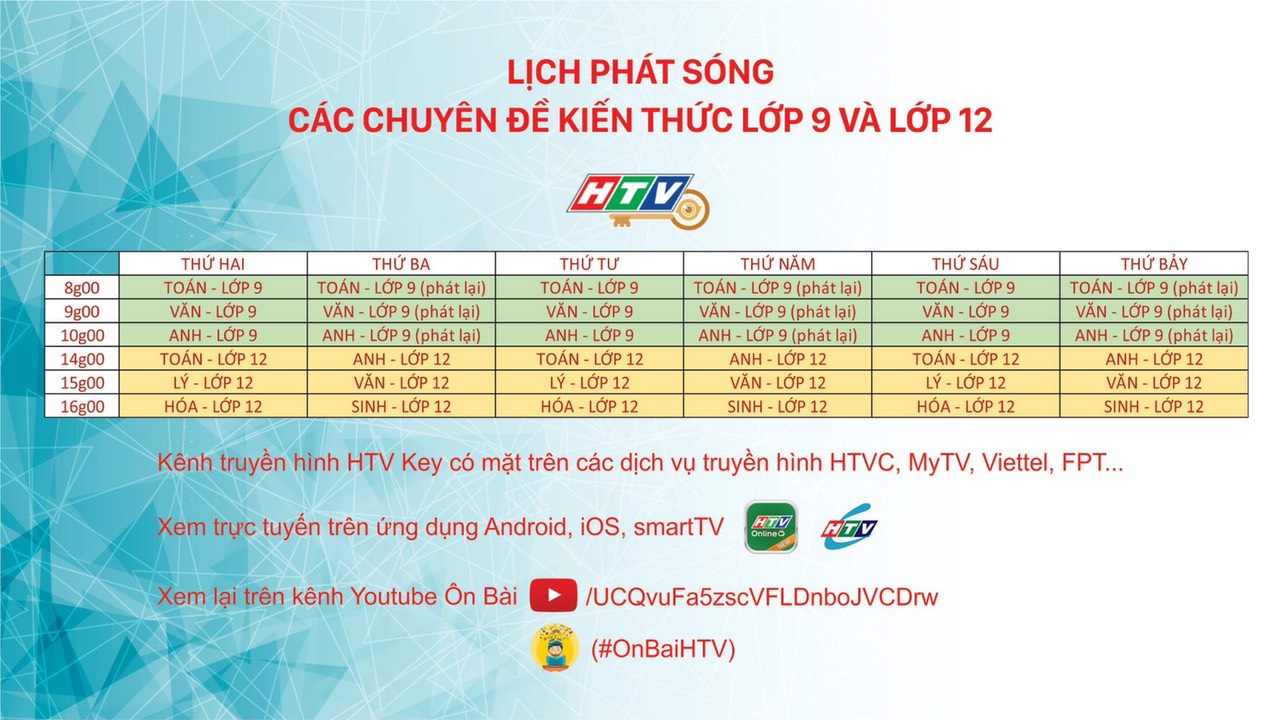 LỊCH PHÁT SÓNG
CÁC CHUYÊN ĐỀ KIẾN THỨC LỚP 9 VÀ LỚP 12
HTV
THỨ HAI THỨ BA THỨ TƯ THỨ NĂM THỨ SÁU THỨ BẢY
8g00 TOÁN - LỚP 9 TOÁN - LỚP 9 (phát lại) TOÁN - LỚP 9 TOÁN - LỚP 9 (phát lại) TOÁN - LỚP 9 TOÁN - LỚP 9 (phát lại)
9g00 VĂN - LỚP 9 VĂN - LỚP 9 (phát lại) VĂN - LỚP 9 VĂN - LỚP 9 (phát lại) VĂN - LỚP 9 VĂN - LỚP 9 (phát lại)
10g00 ANH - LỚP 9 ANH - LỚP 9 (phát lại) ANH - LỚP 9 ANH - LỚP 9 (phát lại) ANH - LỚP 9 ANH - LỚP 9 (phát lại)
14g00 TOÁN - LỚP 12 ANH - LỚP 12 TOÁN - LỚP 12 ANH - LỚP 12 TOÁN - LỚP 12 ANH - LỚP 12
15g00 LÝ - LỚP 12 VĂN - LỚP 12 LÝ - LỚP 12 VĂN - LỚP 12 LÝ - LỚP 12 VĂN - LỚP 12
16g00 HÓA - LỚP 12 SINH - LỚP 12 HÓA - LỚP 12 SINH - LỚP 12 HÓA - LỚP 12 SINH - LỚP 12
Kênh truyền hình HTV Key có mặt trên các dịch vụ truyền hình HTVC, MyTV, Viettel, FPT...
Xem trực tuyến trên ứng dụng Android, iOS, smartTV HTV Online NEW HTV
Xem lại trên kênh Youtube Ôn Bài /UCQvuFa5zscVFLDnboJVCDrw
(#OnBaiHTV)